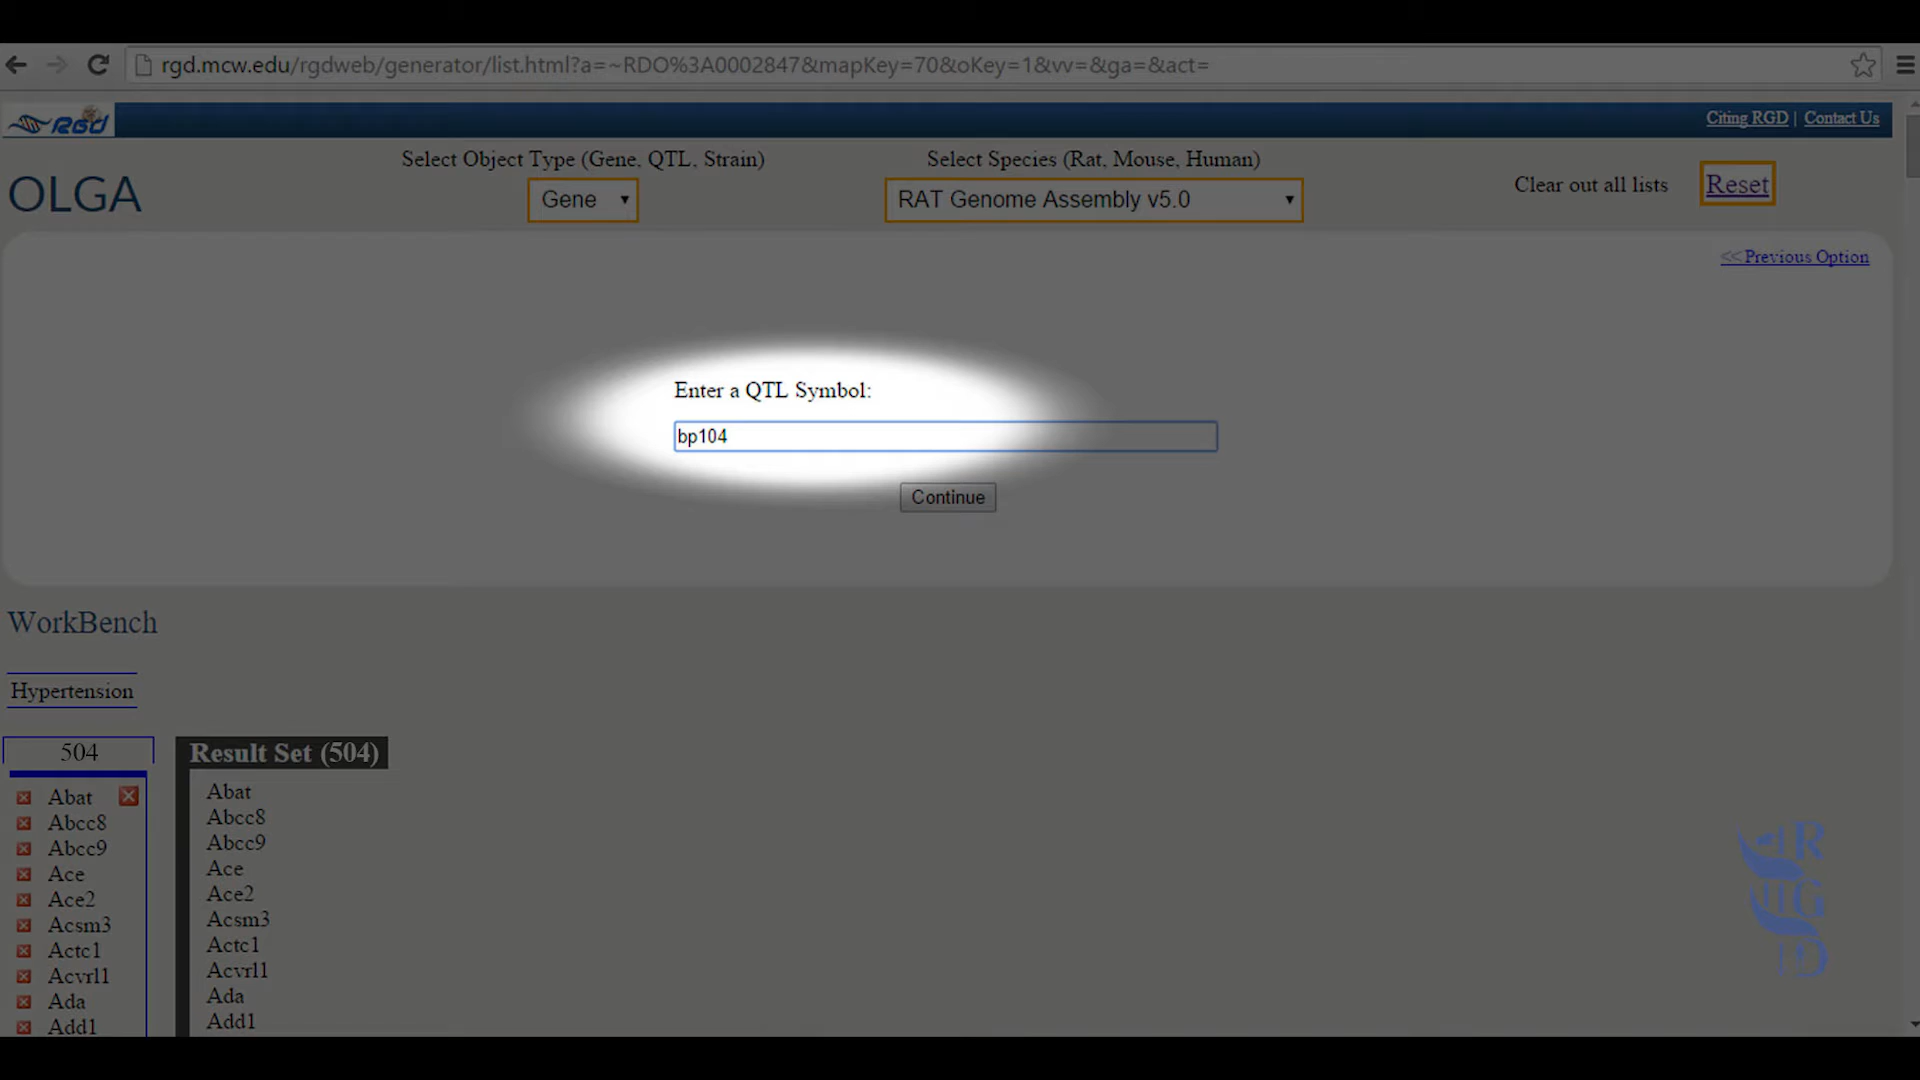 rgd.mcw.edu/rgdweb/generator/list.html?a=~RDO%3A0002847&mapKey=70&oKey=1&vv=&ga=&act=
RGD
Citing RGD | Contact Us
OLGA
Select Object Type (Gene, QTL, Strain)
Gene
Select Species (Rat, Mouse, Human)
RAT Genome Assembly v5.0
Clear out all lists
Reset
<<Previous Option
Enter a QTL Symbol:
bp104
Continue
WorkBench
Hypertension
504
Abat
Abcc8
Abcc9
Ace
Ace2
Acsm3
Actc1
Acvrl1
Ada
Add1
Result Set (504)
Abat
Abcc8
Abcc9
Ace
Ace2
Acsm3
Actc1
Acvrl1
Ada
Add1
R
G
D